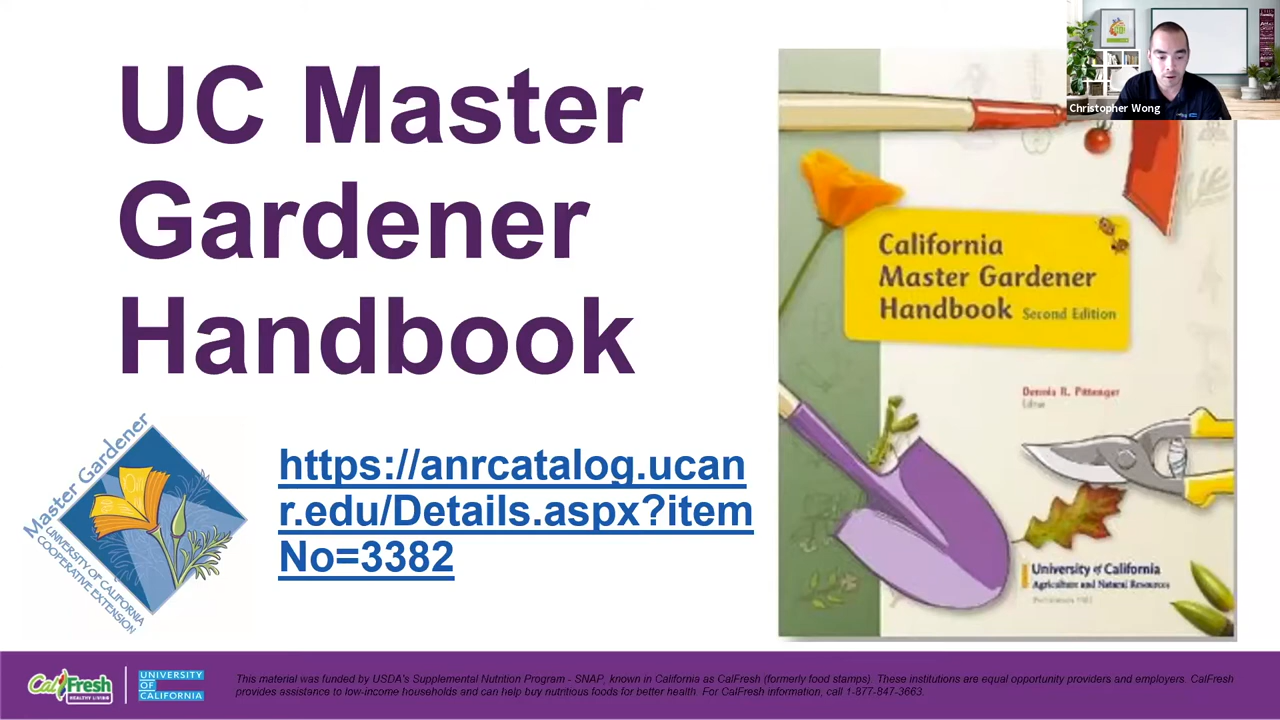 UC Master
Gardener
Handbook
https://anrcatalog.ucan
r.edu/Details.aspx?item
No=3382
Master Gardener
UNIVERSITY OF CALIFORNIA
COOPERATIVE EXTENSION
California
Master Gardener
Handbook Second Edition
Dennis R. Pittenger
Editor
University of California
Agriculture and Natural Resources
Christopher Wong
CalFresh
HEALTHY LIVING
UNIVERSITY
OF
CALIFORNIA
This material was funded by USDA's Supplemental Nutrition Program - SNAP, known in California as CalFresh (formerly food stamps). These institutions are equal opportunity providers and employers. CalFresh
provides assistance to low-income households and can help buy nutritious foods for better health. For CalFresh information, call 1-877-847-3663.